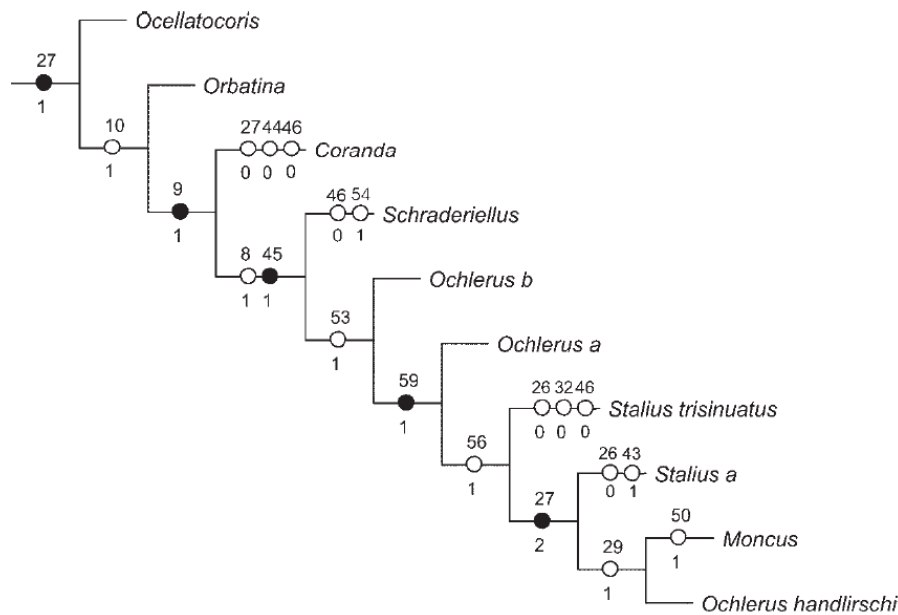 Ocellatocoris
27
1
Orbatina
10
1
27 44 46
Coranda
0 0 0
9
1
46 54
Schraderiellus
0 1
8 45
1 1
Ochlerus b
53
1
Ochlerus a
59
1
26 32 46
Stalius trisinuatus
0 0 0
56
1
26 43
Stalius a
0 1
27
2
50
Moncus
1
29
1
Ochlerus handlirschi